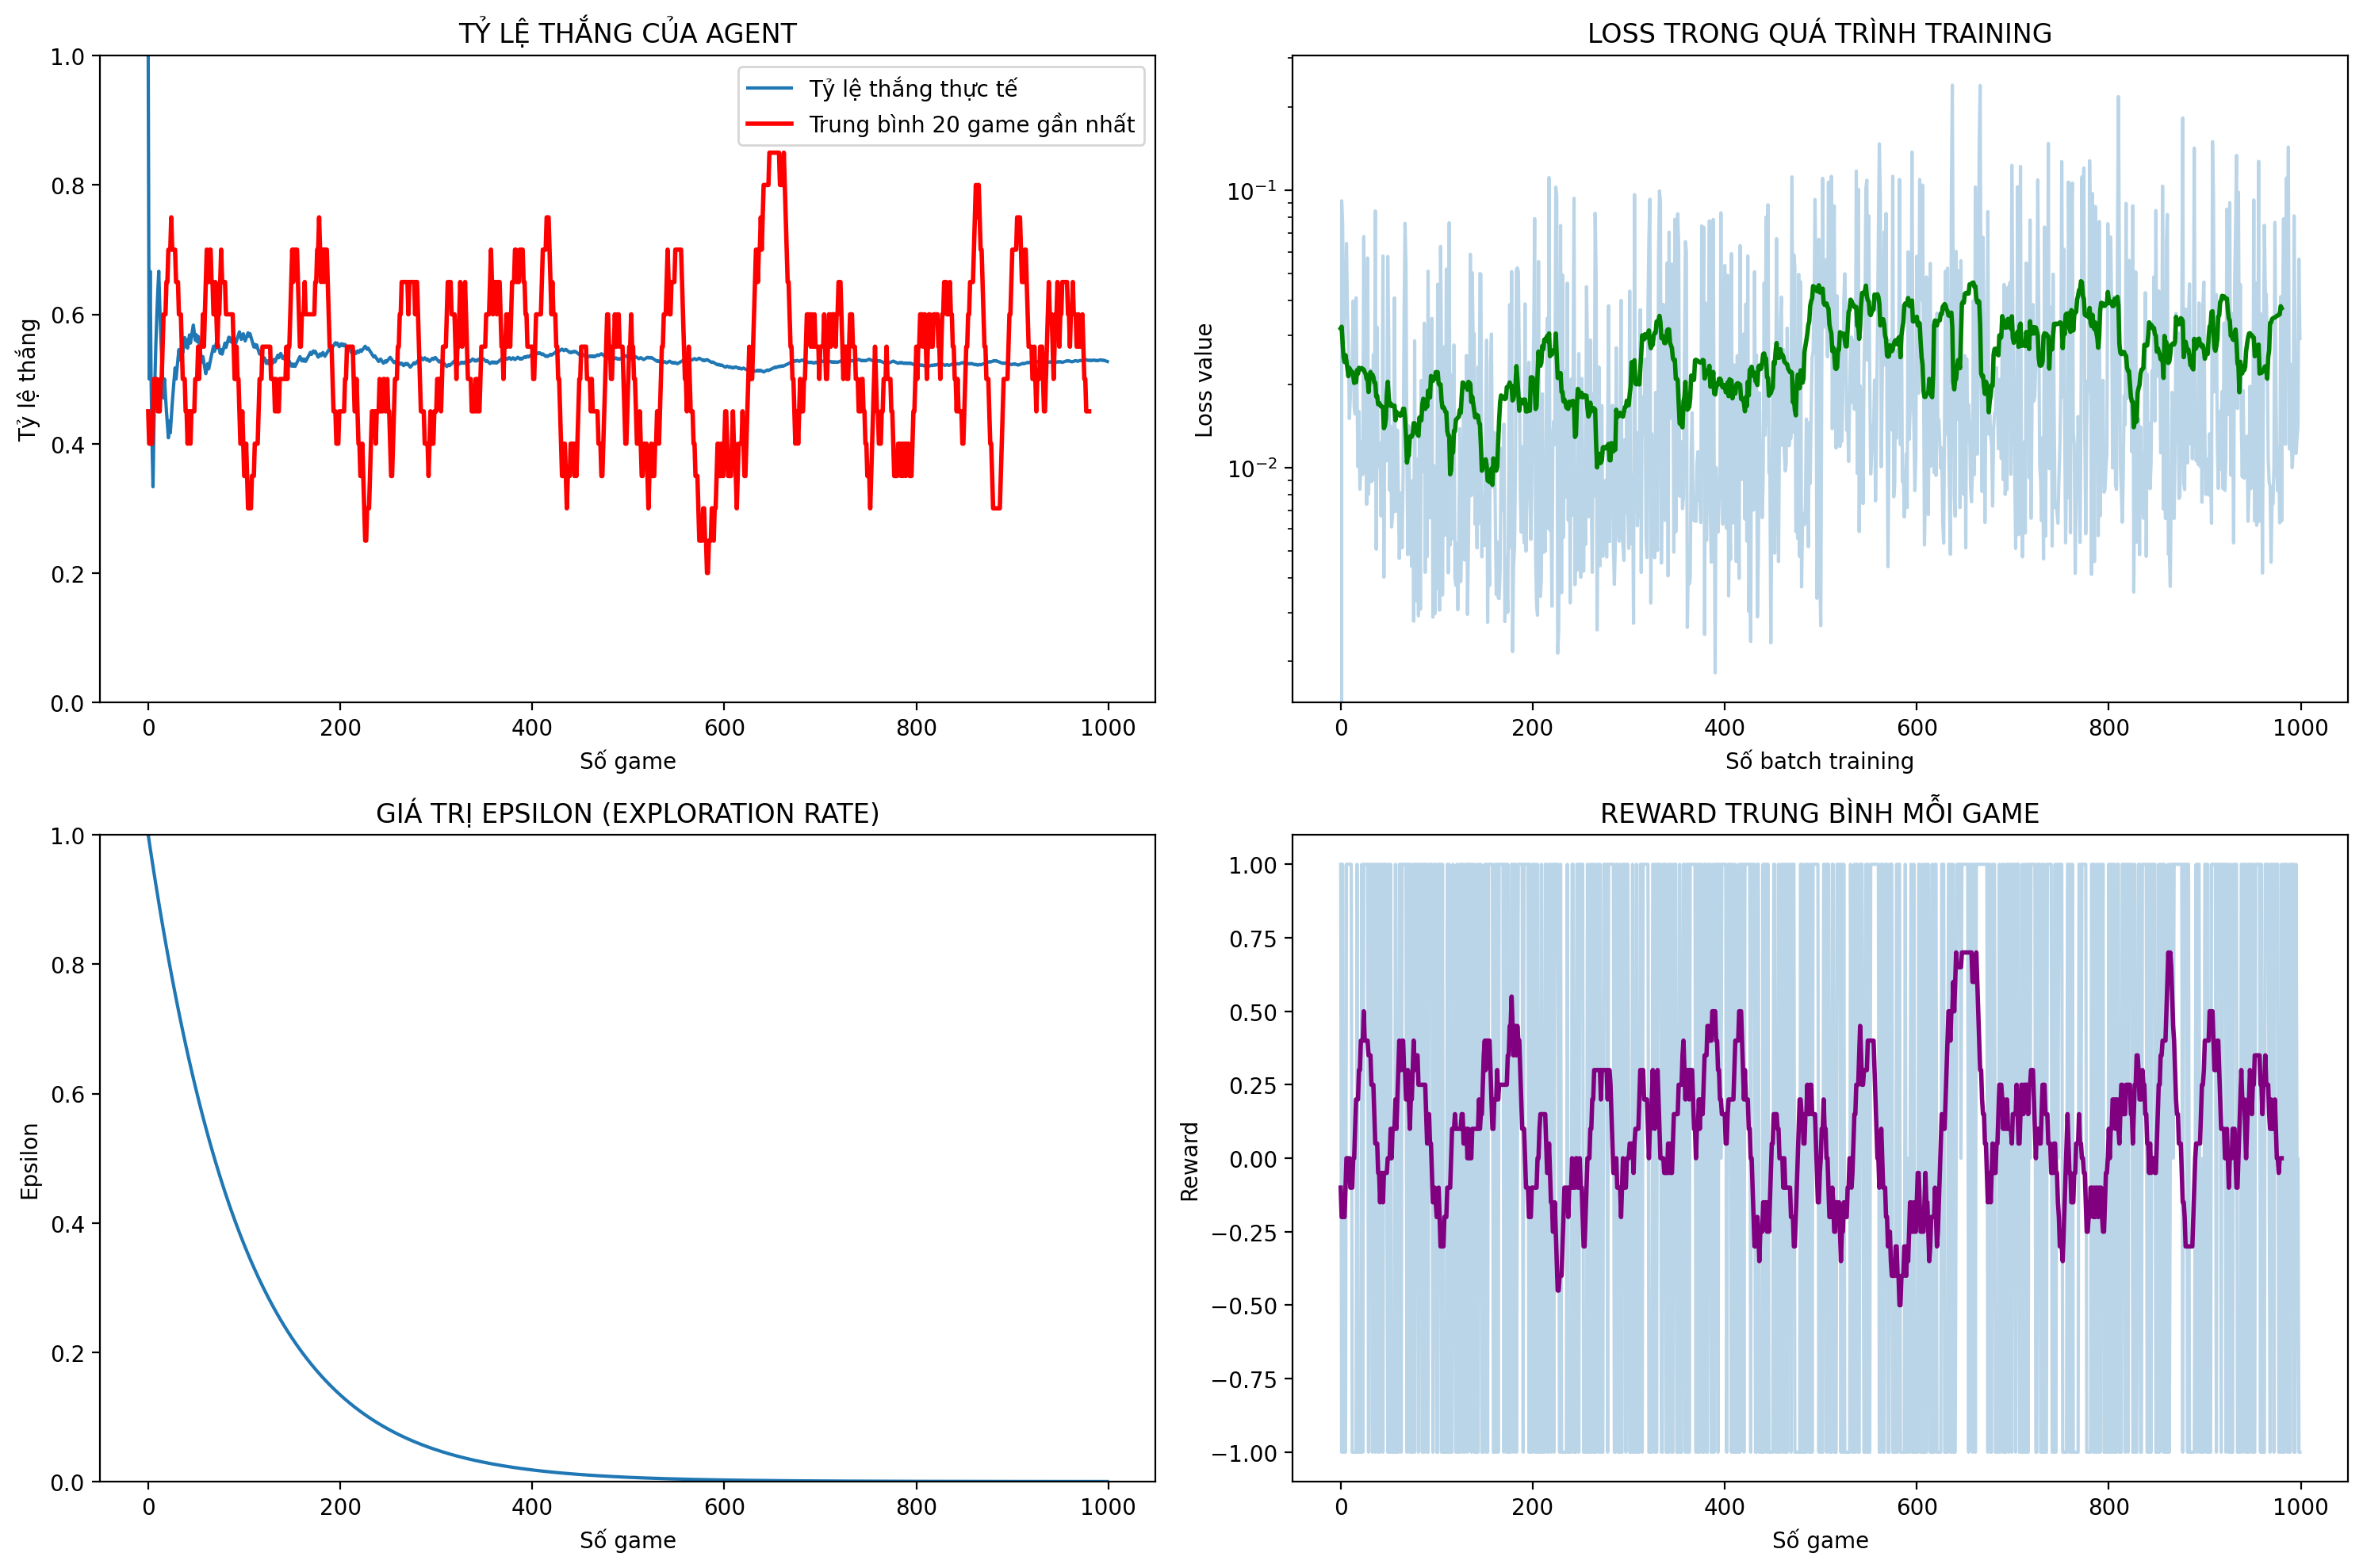 TỶ LỆ THẮNG CỦA AGENT
Tỷ lệ thắng
1.0
0.8
0.6
0.4
0.2
0.0
Tỷ lệ thắng thực tế
Trung bình 20 game gần nhất
0 200 400 600 800 1000
Số game
LOSS TRONG QUÁ TRÌNH TRAINING
Loss value
10⁻¹
10⁻²
0 200 400 600 800 1000
Số batch training
GIÁ TRỊ EPSILON (EXPLORATION RATE)
Epsilon
1.0
0.8
0.6
0.4
0.2
0.0
0 200 400 600 800 1000
Số game
REWARD TRUNG BÌNH MỖI GAME
Reward
1.00
0.75
0.50
0.25
0.00
−0.25
−0.50
−0.75
−1.00
0 200 400 600 800 1000
Số game